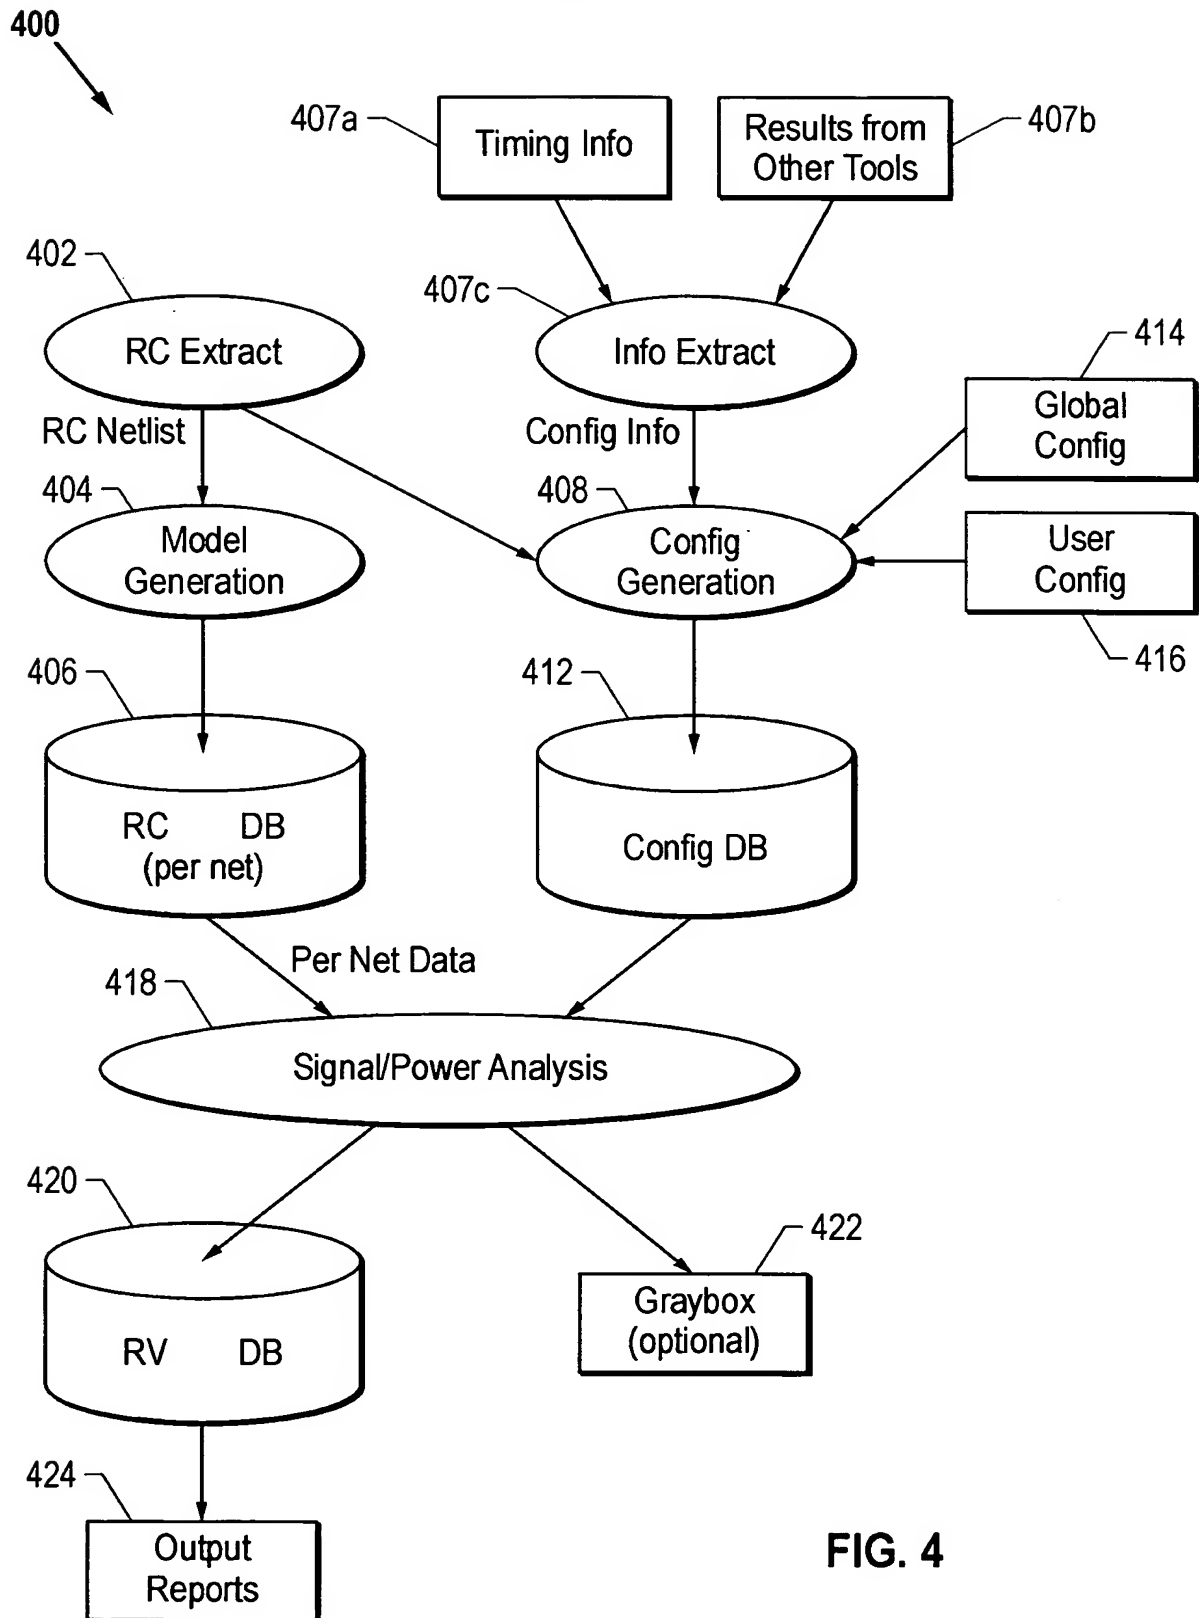 400
407a
Timing Info
Results from
Other Tools
407b
402
RC Extract
407c
Info Extract
414
Global
Config
RC Netlist
Config Info
404
Model
Generation
408
Config
Generation
User
Config
416
406
RC DB
(per net)
412
Config DB
Per Net Data
418
Signal/Power Analysis
420
RV DB
422
Graybox
(optional)
424
Output
Reports
FIG. 4